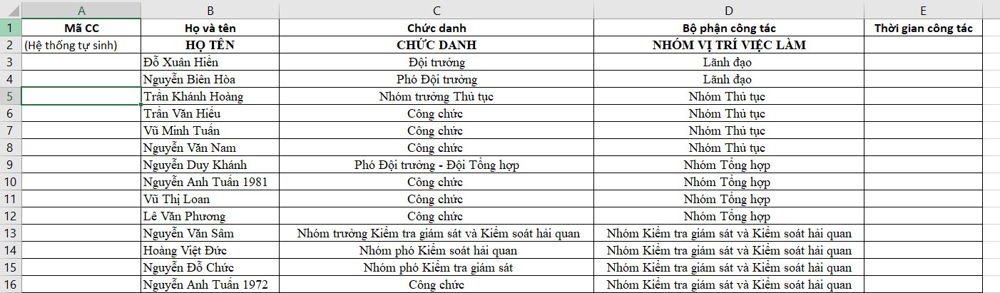 A B C D E
1 Mã CC Họ và tên Chức danh Bộ phận công tác Thời gian công tác
2 (Hệ thống tự sinh) HỌ TÊN CHỨC DANH NHÓM VỊ TRÍ VIỆC LÀM
3 Đỗ Xuân Hiển Đội trưởng Lãnh đạo
4 Nguyễn Biên Hòa Phó Đội trưởng Lãnh đạo
5 Trần Khánh Hoàng Nhóm trưởng Thủ tục Nhóm Thủ tục
6 Trần Văn Hiếu Công chức Nhóm Thủ tục
7 Vũ Minh Tuấn Công chức Nhóm Thủ tục
8 Nguyễn Văn Nam Công chức Nhóm Thủ tục
9 Nguyễn Duy Khánh Phó Đội trưởng - Đội Tổng hợp Nhóm Tổng hợp
10 Nguyễn Anh Tuấn 1981 Công chức Nhóm Tổng hợp
11 Vũ Thị Loan Công chức Nhóm Tổng hợp
12 Lê Văn Phương Công chức Nhóm Tổng hợp
13 Nguyễn Văn Sâm Nhóm trưởng Kiểm tra giám sát và Kiểm soát hải quan Nhóm Kiểm tra giám sát và Kiểm soát hải quan
14 Hoàng Việt Đức Nhóm phó Kiểm soát hải quan Nhóm Kiểm tra giám sát và Kiểm soát hải quan
15 Nguyễn Đỗ Chức Nhóm phó Kiểm tra giám sát Nhóm Kiểm tra giám sát và Kiểm soát hải quan
16 Nguyễn Anh Tuấn 1972 Công chức Nhóm Kiểm tra giám sát và Kiểm soát hải quan